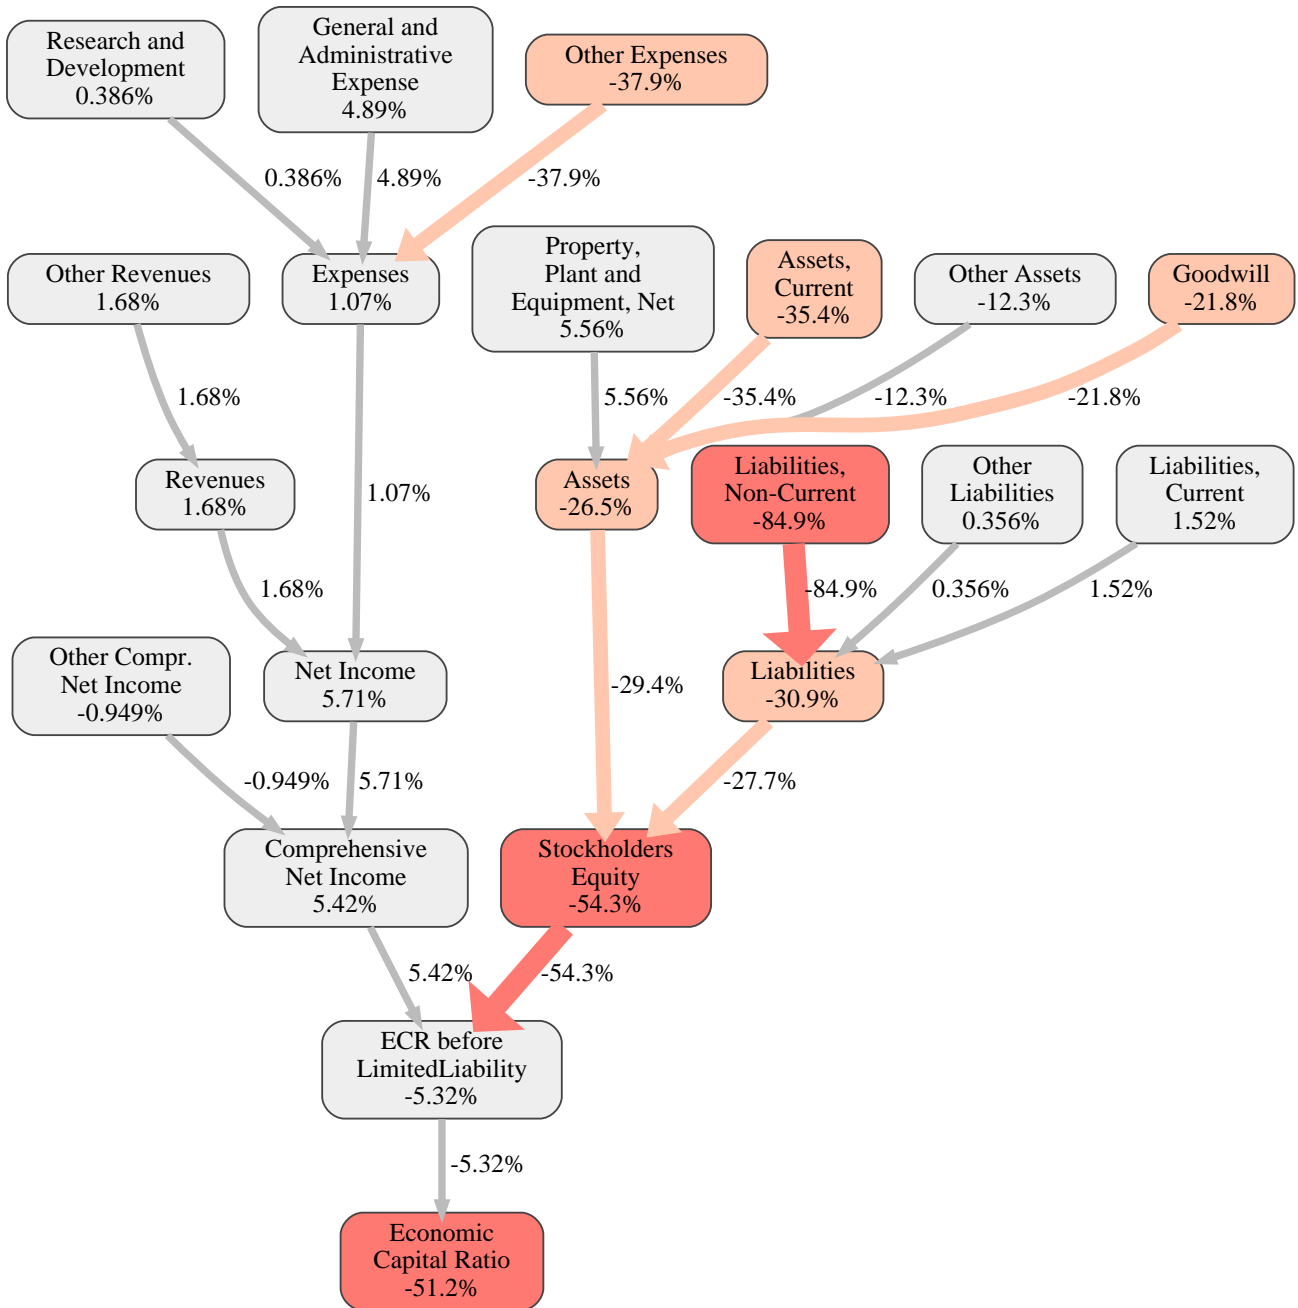 Research and
Development
0.386%
General and
Administrative
Expense
4.89%
Other Expenses
-37.9%
0.386%
4.89%
-37.9%
Other Revenues
1.68%
Expenses
1.07%
Property,
Plant and
Equipment, Net
5.56%
Assets,
Current
-35.4%
Other Assets
-12.3%
Goodwill
-21.8%
1.68%
5.56%
-35.4%
-12.3%
-21.8%
Revenues
1.68%
1.07%
Assets
-26.5%
Liabilities,
Non-Current
-84.9%
Other
Liabilities
0.356%
Liabilities,
Current
1.52%
1.68%
-84.9%
0.356%
1.52%
Other Compr.
Net Income
-0.949%
Net Income
5.71%
-29.4%
Liabilities
-30.9%
-0.949%
5.71%
-27.7%
Comprehensive
Net Income
5.42%
Stockholders
Equity
-54.3%
5.42%
-54.3%
ECR before
LimitedLiability
-5.32%
-5.32%
Economic
Capital Ratio
-51.2%